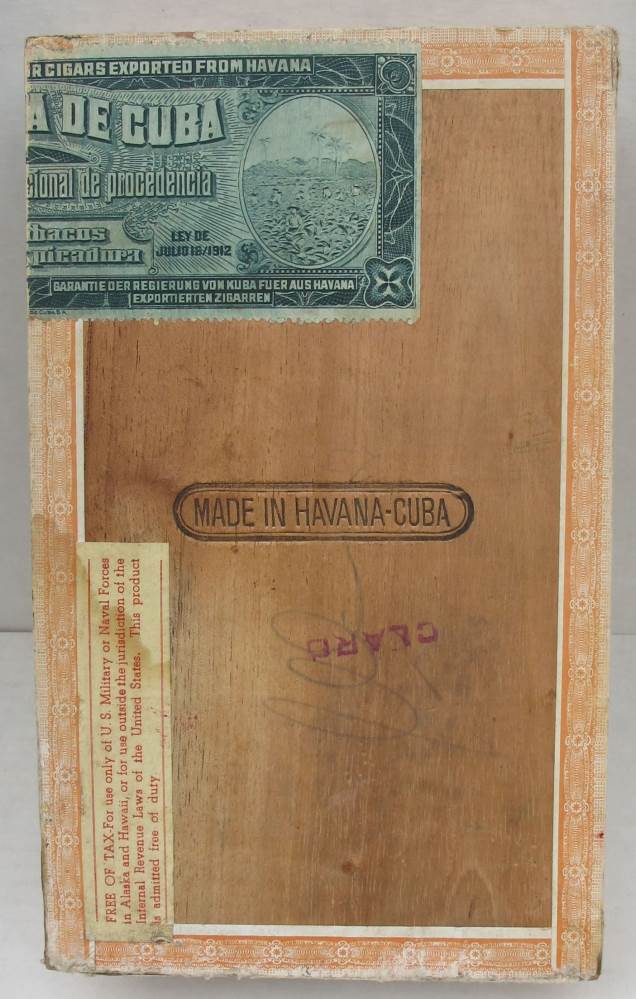 R CIGARS EXPORTED FROM HAVANA
A DE CUBA
sional de procedencia
bacos
LEY DE
uicadura
JULIO 16/1912
GARANTIE DER REGIERUNG VON KUBA FUER AUS HAVANA
EXPORTIERTEN ZIGARREN
MADE IN HAVANA-CUBA
CLARO
FREE OF TAX-For use only of U. S. Military or Naval Forces
in Alaska and Hawaii, or for use outside the jurisdiction of the
Internal Revenue Laws of the United States. This product
is admitted free of duty